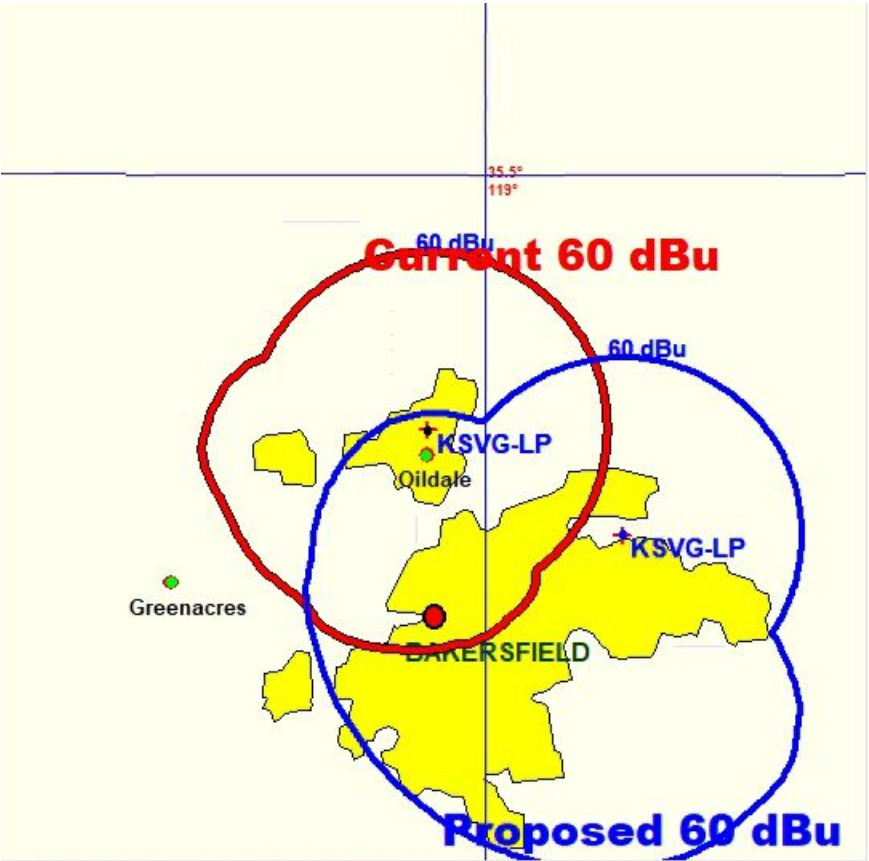 35.5°
119°
60 dBu
Current 60 dBu
60 dBu
KSVG-LP
Oildale
KSVG-LP
Greenacres
BAKERSFIELD
Proposed 60 dBu